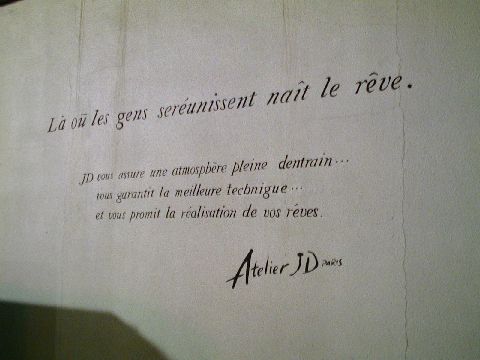 Là où les gens seréunissent naît le rêve.
JD vous assure une atmosphère pleine dentrain...
vous garantit la meilleure technigue...
et vous promit la réalisation de vos rêves.
Atelier JD PARIS